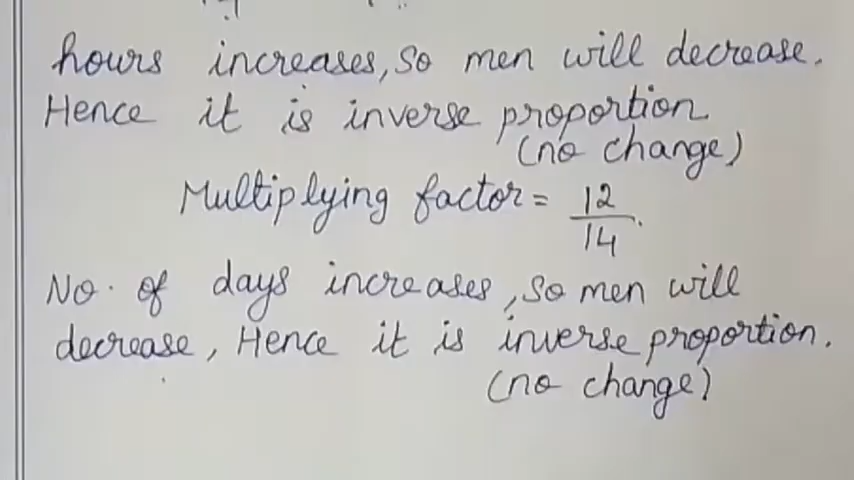 hours increases, so men will decrease.
Hence it is inverse proportion
(no change)
Multiplying factor = 12/14.
No. of days increases, so men will
decrease, Hence it is inverse proportion.
(no change)